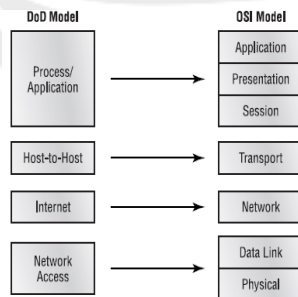 DoD Model
OSI Model
Process/
Application
Application
Presentation
Session
Host-to-Host
Transport
Internet
Network
Network
Access
Data Link
Physical